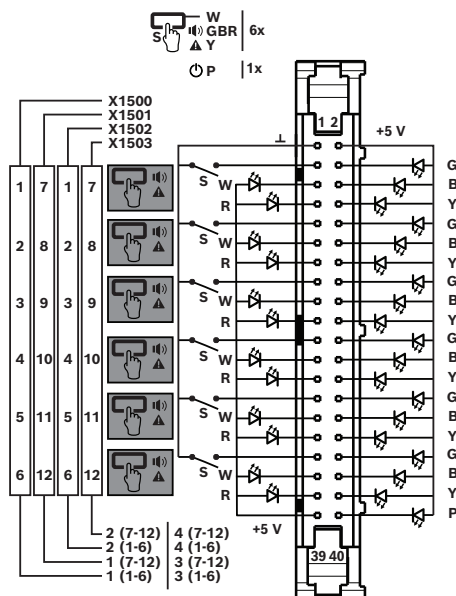 W
S GBR 6x
Y
P 1x
X1500
X1501
X1502
X1503
1 2
⊥ +5 V
1 7 1 7
2 8 2 8
3 9 3 9
4 10 4 10
5 11 5 11
6 12 6 12
G
S W B
R Y
G
S W B
R Y
G
S W B
R Y
G
S W B
R Y
G
S W B
R Y
G
S W B
R Y
P
+5 V
2 (7-12) 4 (7-12)
2 (1-6) 4 (1-6)
1 (7-12) 3 (7-12)
1 (1-6) 3 (1-6)
39 40